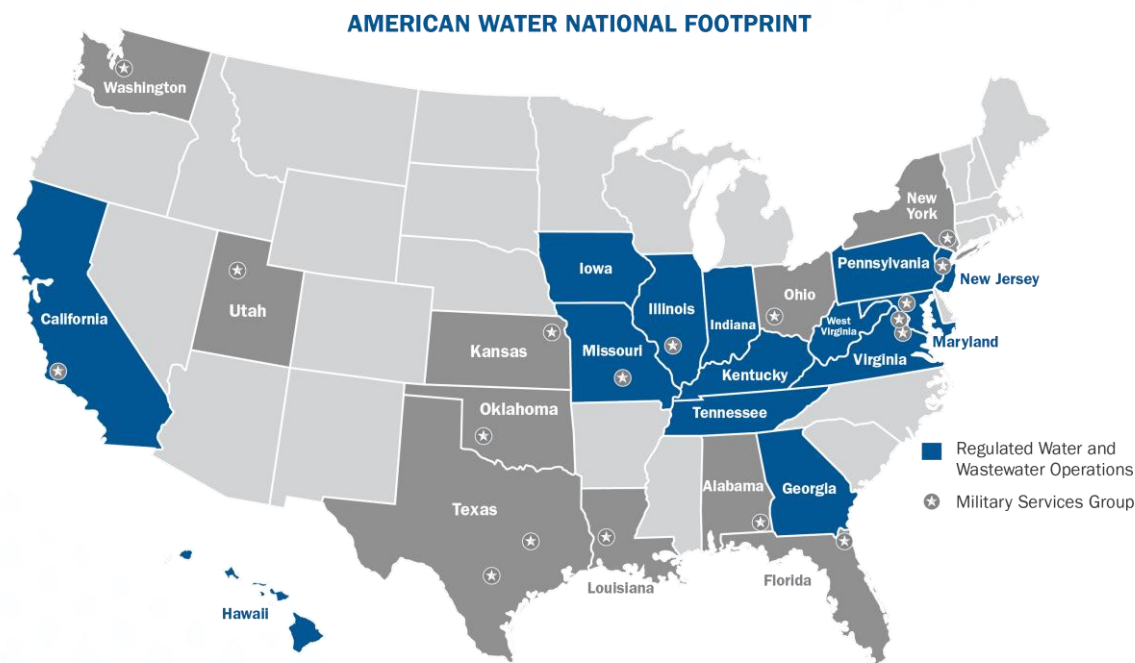 AMERICAN WATER NATIONAL FOOTPRINT
Washington
New
York
Iowa
Pennsylvania
New Jersey
Utah
California
Illinois
Indiana
Ohio
West
Virginia
Maryland
Kansas
Missouri
Virginia
Kentucky
Oklahoma
Tennessee
Regulated Water and
Wastewater Operations
Alabama
Georgia
Military Services Group
Texas
Louisiana
Florida
Hawaii